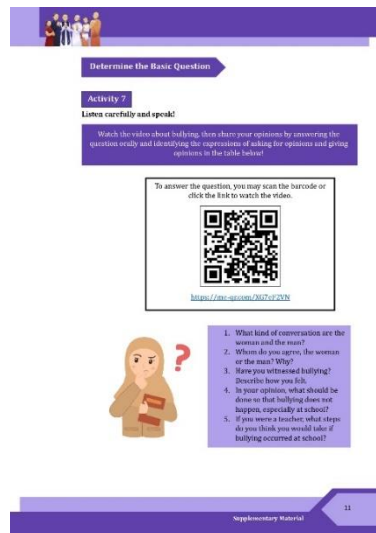 Determine the Basic Question
Activity 7
Listen carefully and speak!
Watch the video about bullying, then share your opinions by answering the
question orally and identifying the expressions of asking for opinions and giving
opinions in the table below!
To answer the question, you may scan the barcode or
click the link to watch the video.
1. What kind of conversation are the
woman and the man?
2. Whom do you agree, the woman
or the man? Why?
3. Have you witnessed bullying?
Describe how you felt.
4. In your opinion, what should be
done so that bullying does not
happen, especially at school?
5. If you were a teacher, what steps
do you think you would take if
bullying occurred at school?
11
Supplementary Material